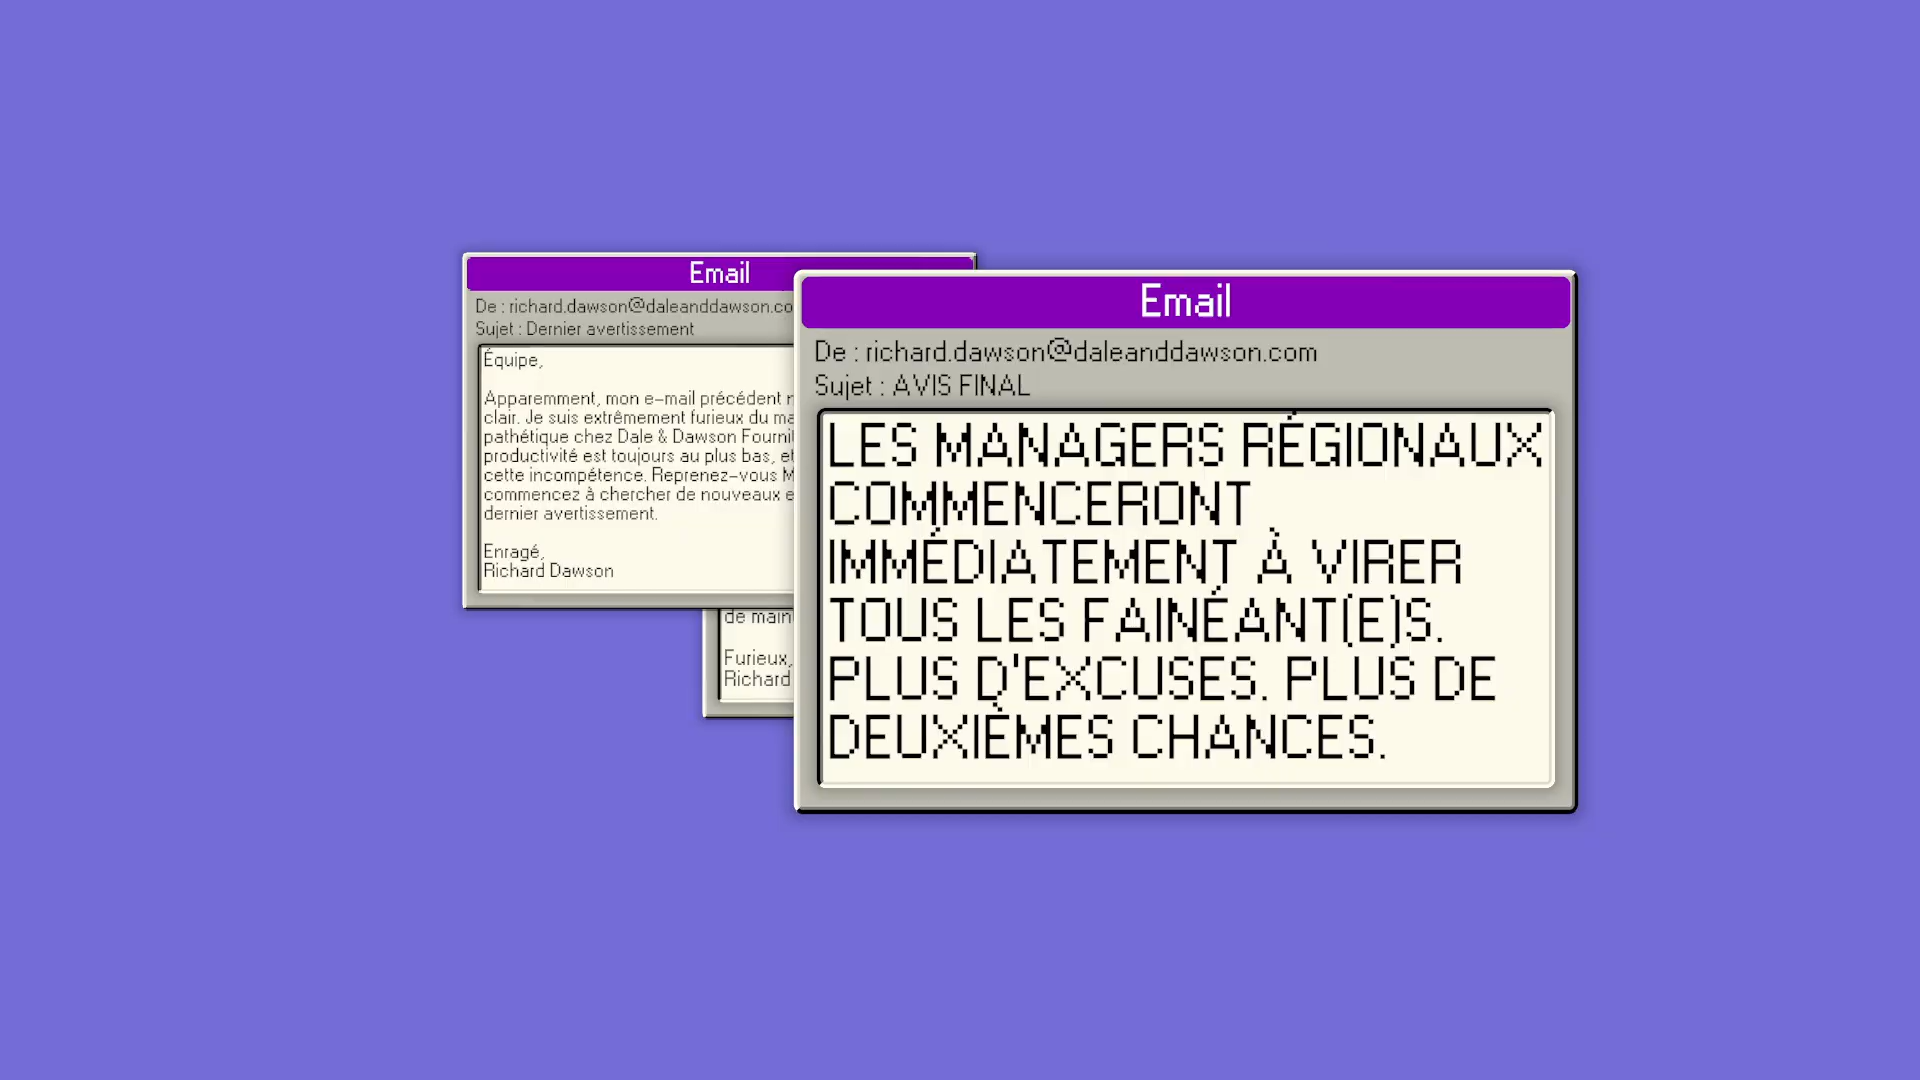 Email
De : richard.dawson@daleanddawson.co
Sujet : Dernier avertissement
Équipe,
Apparemment, mon e-mail précédent
clair. Je suis extrêmement furieux du
pathétique chez Dale & Dawson
productivité est toujours au plus bas,
cette incompétence. Reprenez-vous
commencez à chercher de nouveaux
dernier avertissement.
Enragé,
Richard Dawson
de
Furieux,
Richard
Email
De : richard.dawson@daleanddawson.com
Sujet : AVIS FINAL
LES MANAGERS RÉGIONAUX
COMMENCERONT
IMMÉDIATEMENT À VIRER
TOUS LES FAINÉANT(E)S.
PLUS D'EXCUSES. PLUS DE
DEUXIÈMES CHANCES.